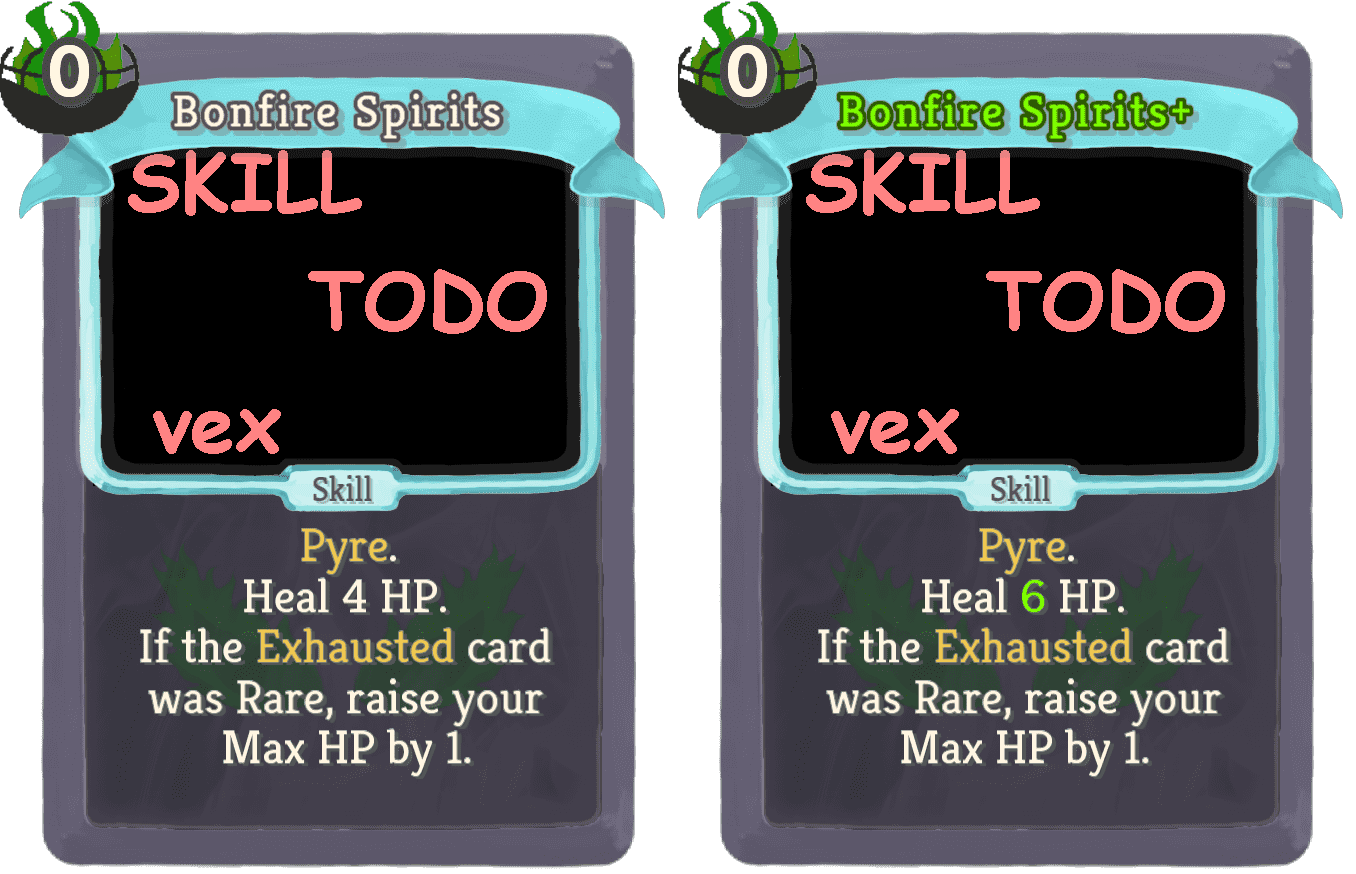 0
Bonfire Spirits
SKILL
TODO
vex
Skill
Pyre.
Heal 4 HP.
If the Exhausted card
was Rare, raise your
Max HP by 1.
0
Bonfire Spirits+
SKILL
TODO
vex
Skill
Pyre.
Heal 6 HP.
If the Exhausted card
was Rare, raise your
Max HP by 1.